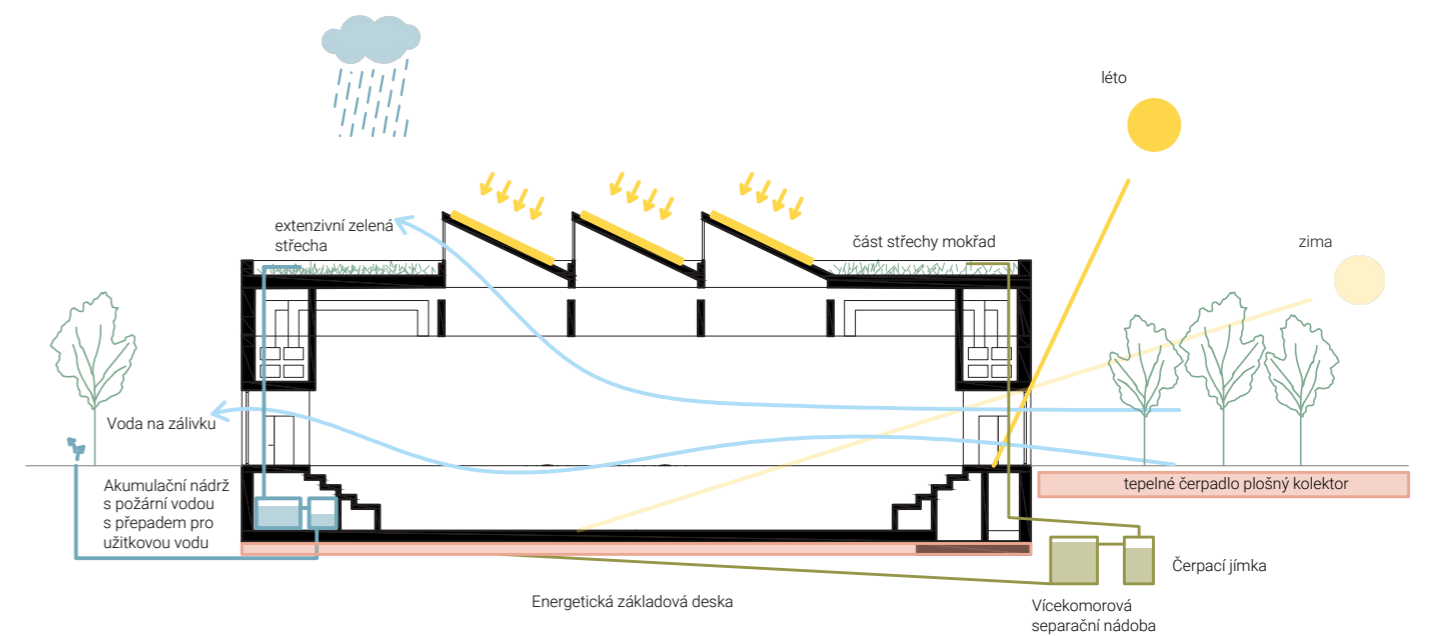 léto
extenzivní zelená
střecha
část střechy mokřad
zima
Voda na zálivku
Akumulační nádrž
s požární vodou
s přepadem pro
užitkovou vodu
tepelné čerpadlo plošný kolektor
Čerpací jímka
Energetická základová deska
Vícekomorová
separační nádoba